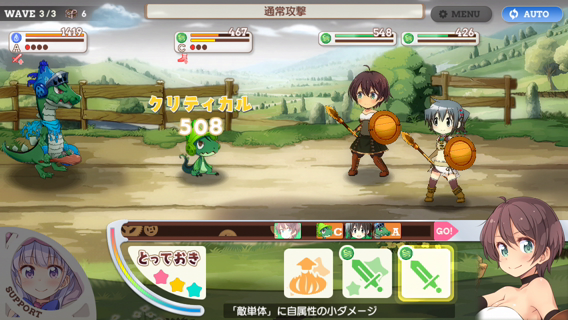 WAVE 3/3 6
通常攻撃
MENU
AUTO
1419
467
548
426
A
C
クリティカル
508
C A GO!
とっておき
SUPPORT
「敵単体」に自属性の小ダメージ